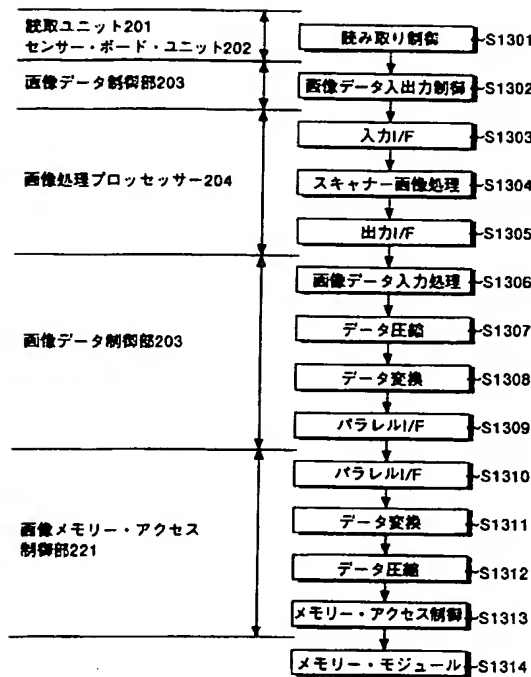 読取ユニット201
センサー・ボード・ユニット202
読み取り制御
S1301
画像データ制御部203
画像データ入出力制御
S1302
入力I/F
S1303
画像処理プロッセッサー204
スキャナー画像処理
S1304
出力I/F
S1305
画像データ入力処理
S1306
データ圧縮
S1307
画像データ制御部203
データ変換
S1308
パラレルI/F
S1309
パラレルI/F
S1310
画像メモリー・アクセス
制御部221
データ変換
S1311
データ圧縮
S1312
メモリー・アクセス制御
S1313
メモリー・モジュール
S1314